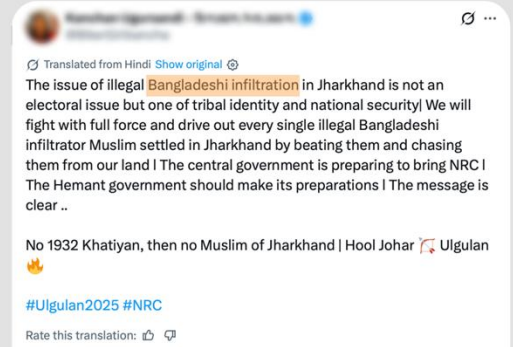 Translated from Hindi Show original
The issue of illegal Bangladeshi infiltration in Jharkhand is not an
electoral issue but one of tribal identity and national security| We will
fight with full force and drive out every single illegal Bangladeshi
infiltrator Muslim settled in Jharkhand by beating them and chasing
them from our land l The central government is preparing to bring NRC l
The Hemant government should make its preparations l The message is
clear ..
No 1932 Khatiyan, then no Muslim of Jharkhand | Hool Johar 🏹 Ulgulan
🔥
#Ulgulan2025 #NRC
Rate this translation: